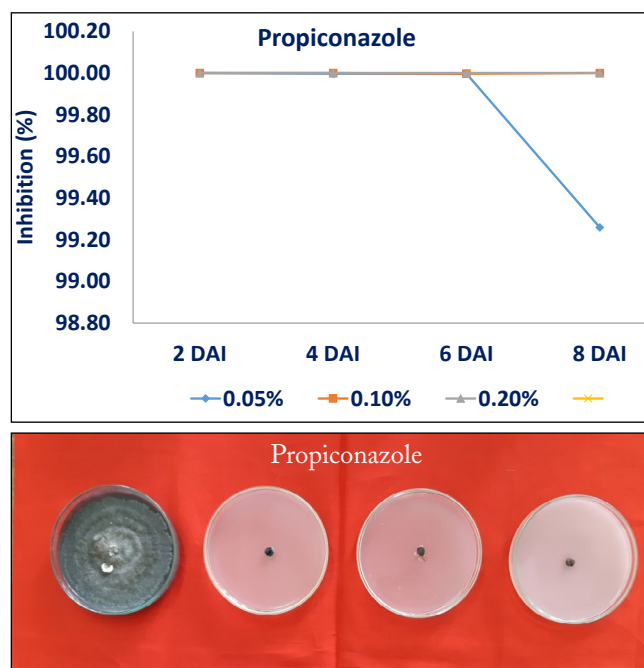 Propiconazole
100.20
100.00
99.80
99.60
99.40
99.20
99.00
98.80
Inhibition (%)
2 DAI 4 DAI 6 DAI 8 DAI
0.05% 0.10% 0.20%
Propiconazole